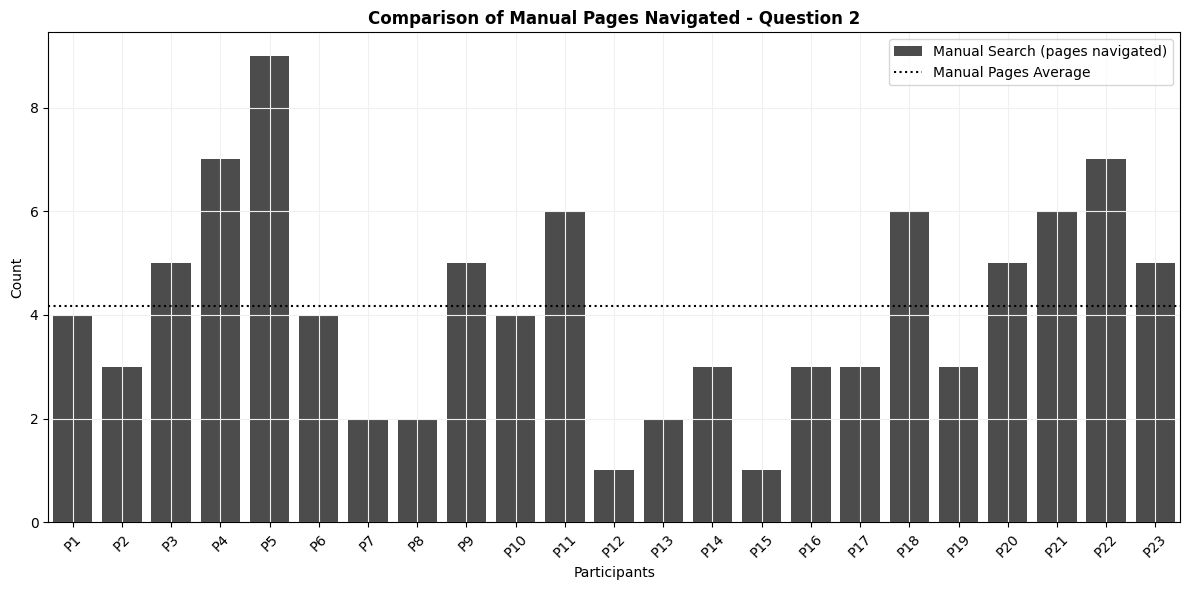 Comparison of Manual Pages Navigated - Question 2
Manual Search (pages navigated)
Manual Pages Average
8
6
4
2
0
Count
P1 P2 P3 P4 P5 P6 P7 P8 P9 P10 P11 P12 P13 P14 P15 P16 P17 P18 P19 P20 P21 P22 P23
Participants